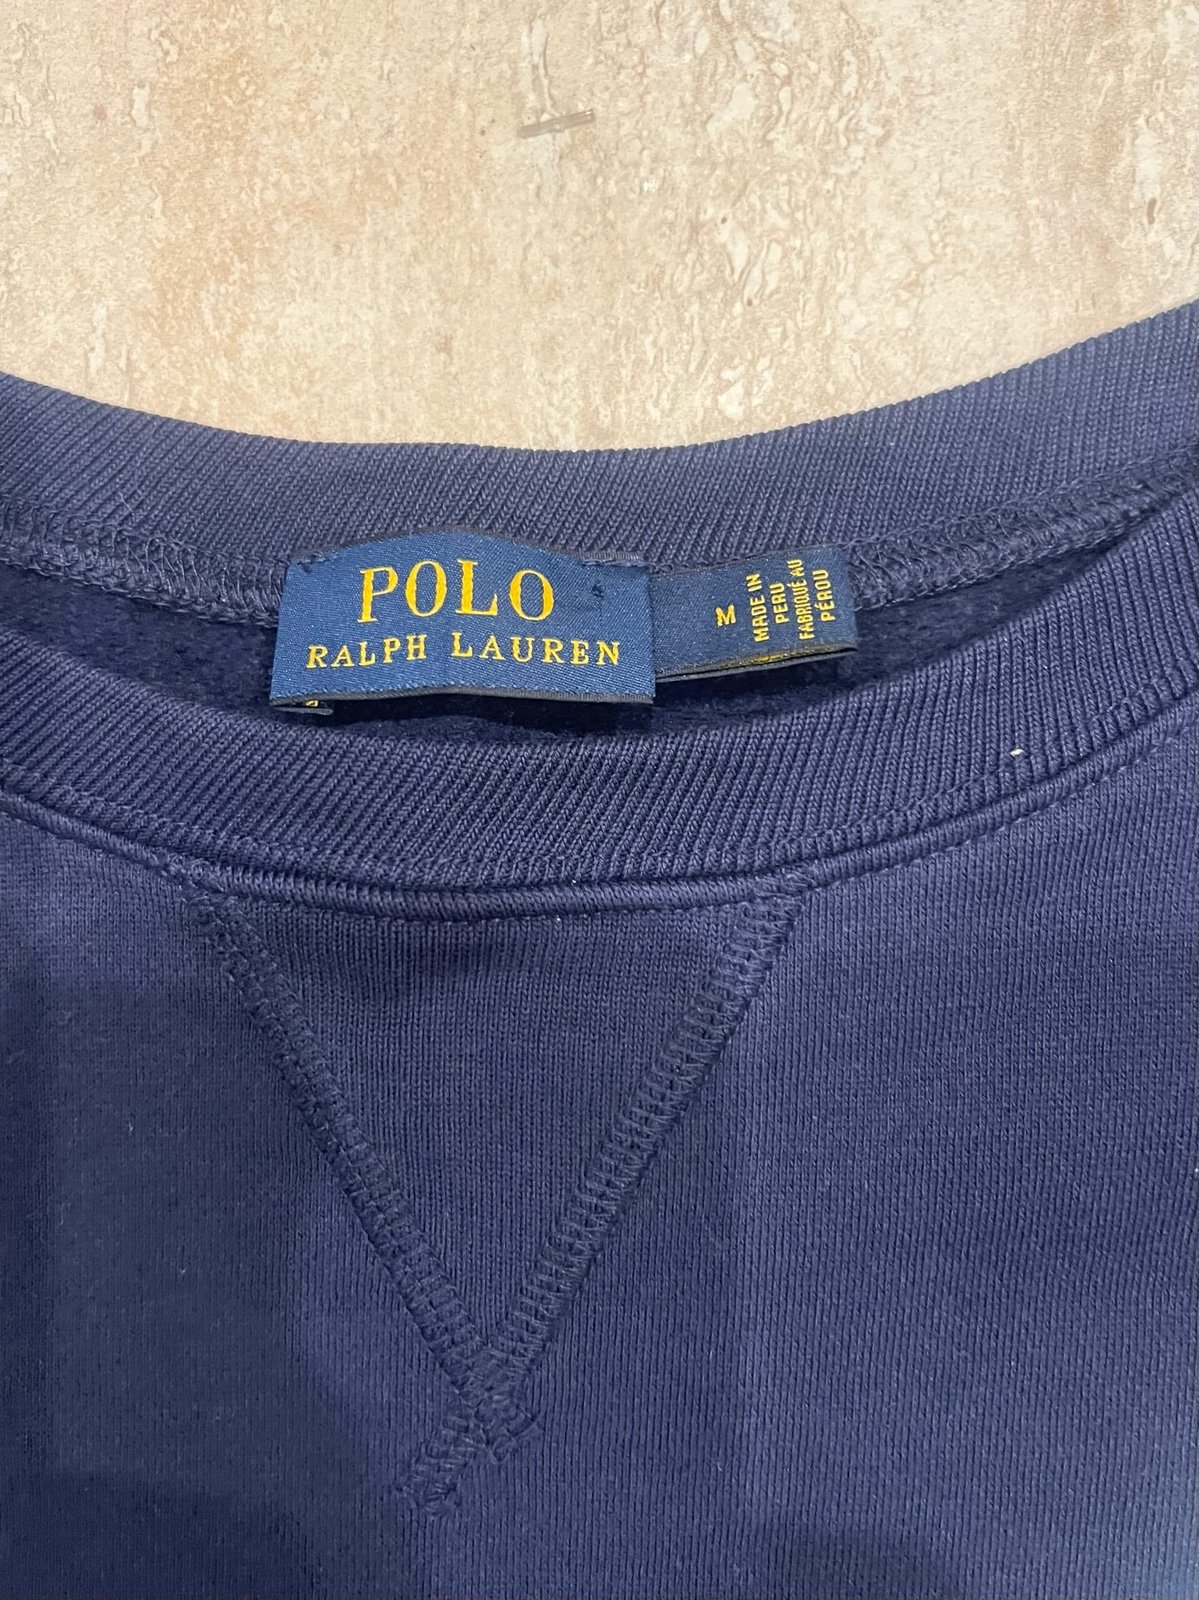 POLO
RALPH LAUREN
M
MADE IN
PERU
FABRIQUÉ AU
PÉROU